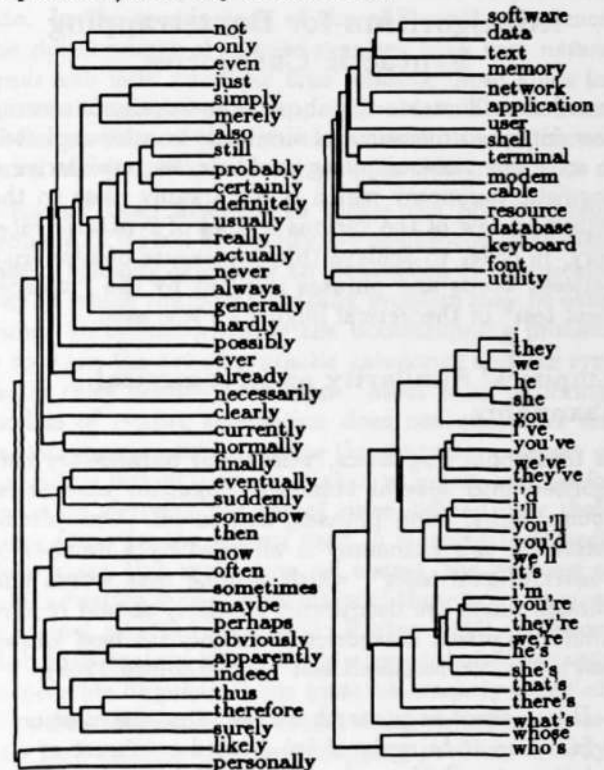 not
only
even
just
simply
merely
also
still
probably
certainly
definitely
usually
really
actually
never
always
generally
hardly
possibly
ever
already
necessarily
clearly
currently
normally
finally
eventually
suddenly
somehow
then
now
often
sometimes
maybe
perhaps
obviously
apparently
indeed
thus
therefore
surely
likely
personally
software
data
text
memory
network
application
user
shell
terminal
modem
cable
resource
database
keyboard
font
utility
i
they
we
he
she
you
i've
you've
we've
they've
i'd
i'll
you'll
you'd
we'll
it's
i'm
you're
they're
we're
he's
she's
that's
there's
what's
whose
who's